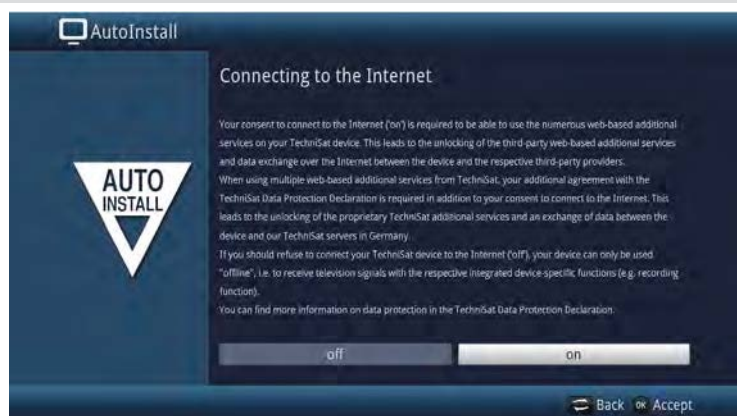 AutoInstall
Connecting to the Internet
Your consent to connect to the Internet ('on') is required to be able to use the numerous web-based additional
services on your TechniSat device. This leads to the unlocking of the third-party web-based additional services
and data exchange over the Internet between the device and the respective third-party providers.
When using multiple web-based additional services from TechniSat, your additional agreement with the
TechniSat Data Protection Declaration is required in addition to your consent to connect to the Internet. This
leads to the unlocking of the proprietary TechniSat additional services and an exchange of data between the
device and our TechniSat servers in Germany.
If you should refuse to connect your TechniSat device to the Internet ('off'), your device can only be used
"offline", i.e. to receive television signals with the respective integrated device-specific functions (e.g. recording
function).
You can find more information on data protection in the TechniSat Data Protection Declaration.
AUTO
INSTALL
off
on
Back OK Accept